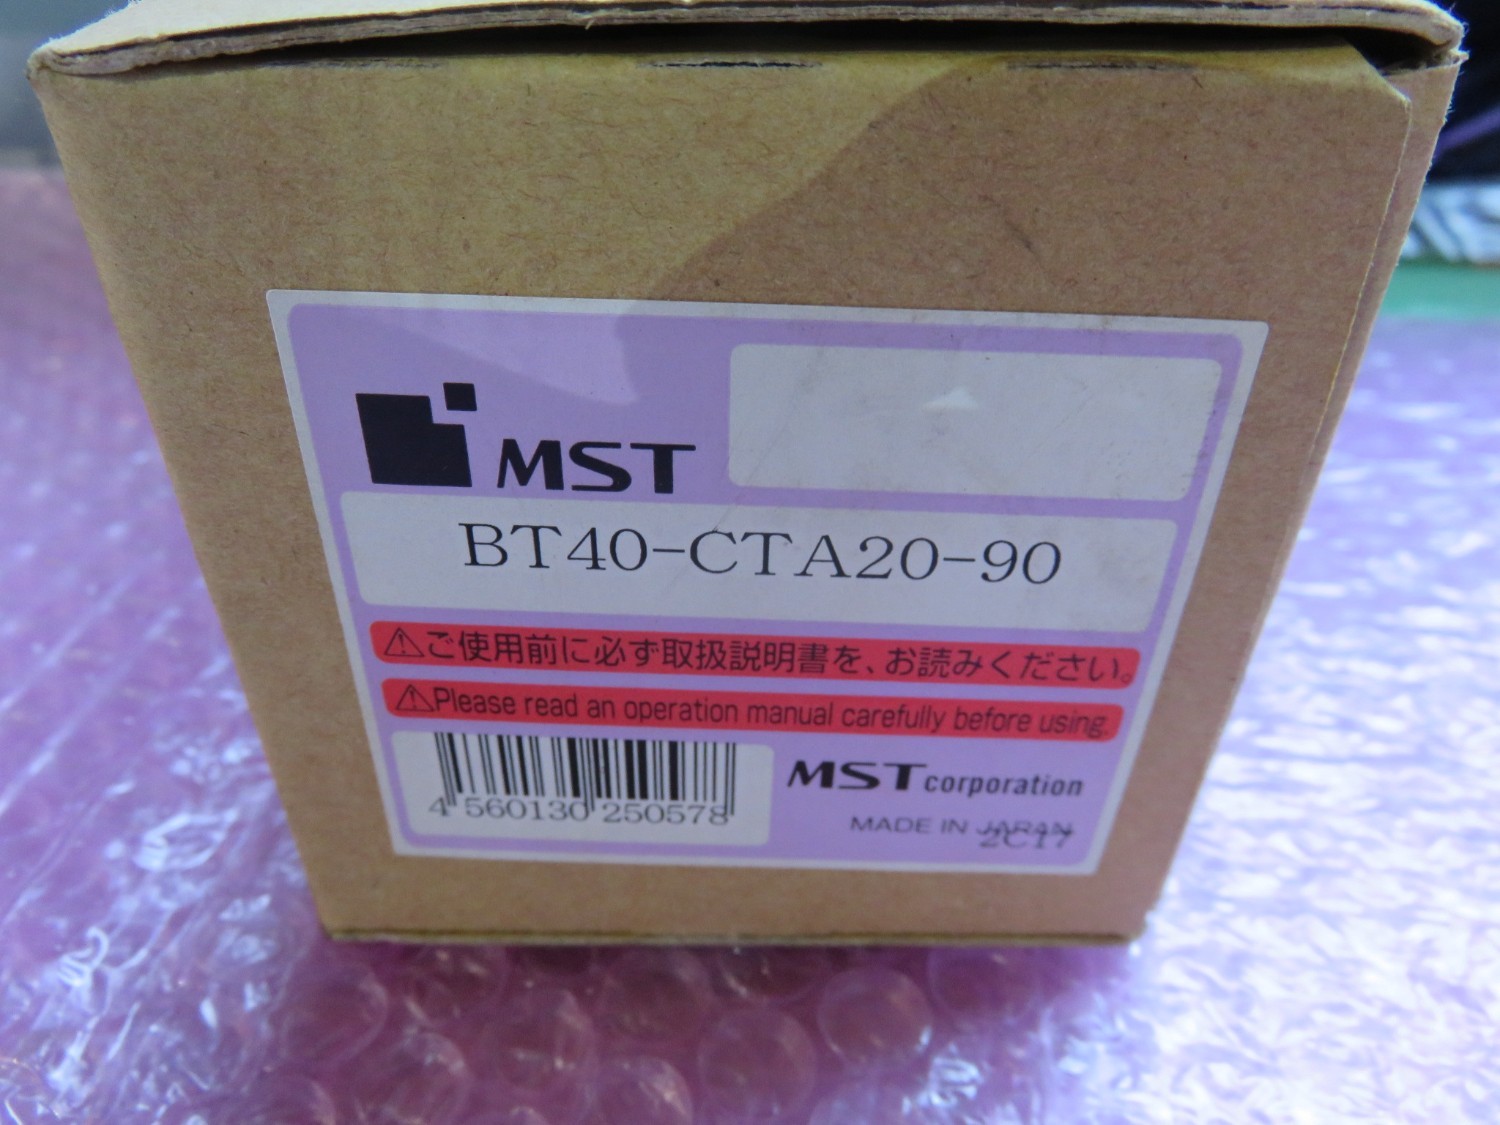 MST
BT40-CTA20-90
⚠ご使用前に必ず取扱説明書を、お読みください。
⚠Please read an operation manual carefully before using.
4 560130 250578
MST corporation
MADE IN JAPAN
2C17